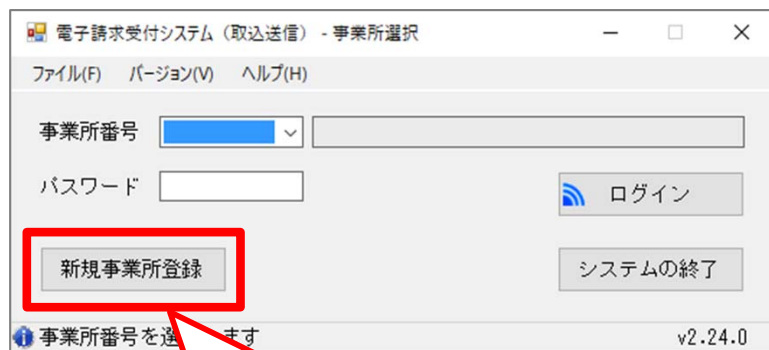 電子請求受付システム（取込送信） - 事業所選択
ファイル(F) バージョン(V) ヘルプ(H)
事業所番号
パスワード
ログイン
新規事業所登録
システムの終了
事業所番号を選 ます
v2.24.0